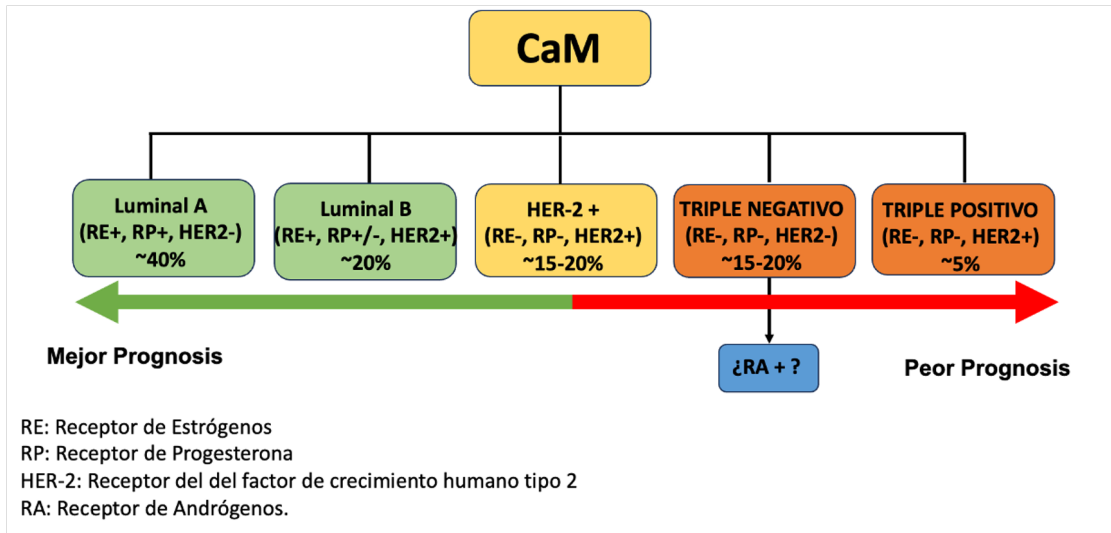 CaM
Luminal A
(RE+, RP+, HER2-)
~40%
Luminal B
(RE+, RP+/-, HER2+)
~20%
HER-2 +
(RE-, RP-, HER2+)
~15-20%
TRIPLE NEGATIVO
(RE-, RP-, HER2-)
~15-20%
TRIPLE POSITIVO
(RE-, RP-, HER2+)
~5%
Mejor Prognosis
¿RA + ?
Peor Prognosis
RE: Receptor de Estrógenos
RP: Receptor de Progesterona
HER-2: Receptor del del factor de crecimiento humano tipo 2
RA: Receptor de Andrógenos.